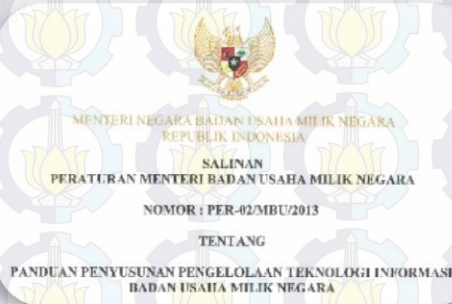 MENTERI NEGARA BADAN USAHA MILIK NEGARA
REPUBLIK INDONESIA
SALINAN
PERATURAN MENTERI BADAN USAHA MILIK NEGARA
NOMOR : PER-02/MBU/2013
TENTANG
PANDUAN PENYUSUNAN PENGELOLAAN TEKNOLOGI INFORMASI
BADAN USAHA MILIK NEGARA